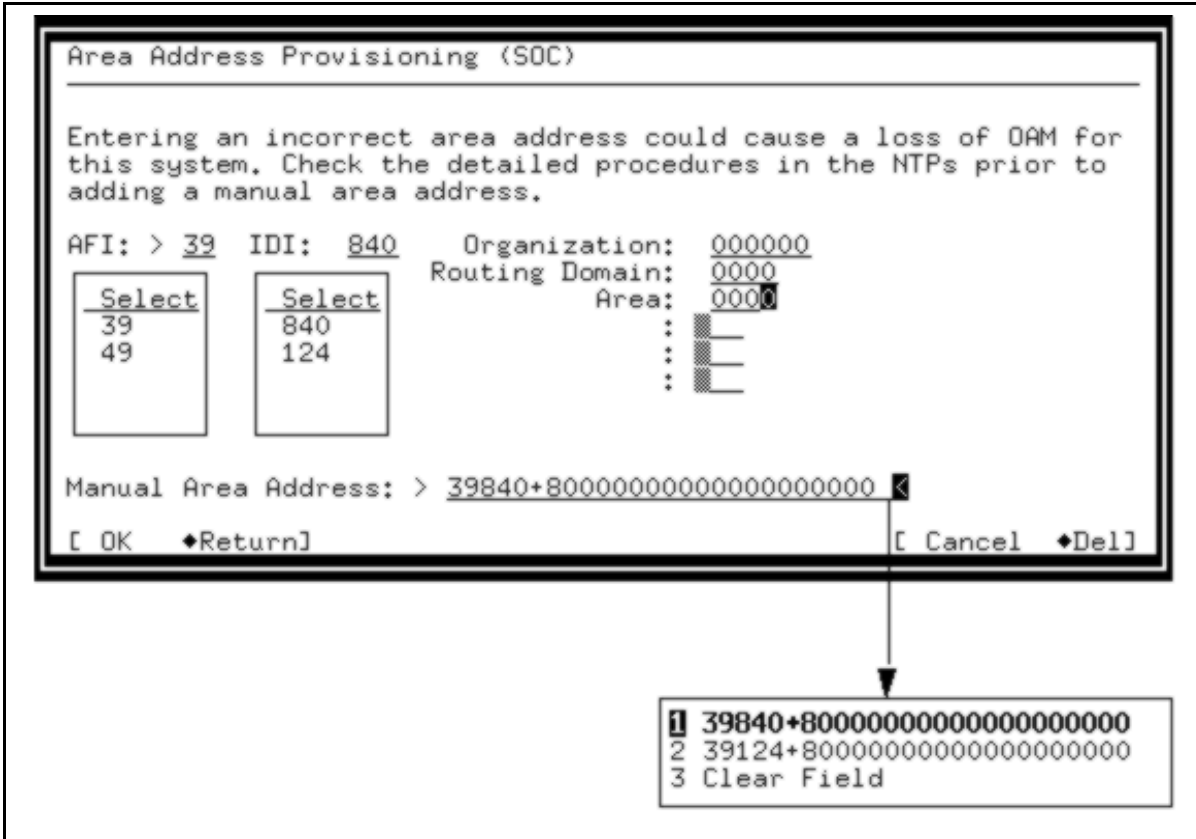 Area Address Provisioning (SOC)
Entering an incorrect area address could cause a loss of OAM for
this system. Check the detailed procedures in the NTPs prior to
adding a manual area address.
AFI: > 39 IDI: 840 Organization: 000000
Routing Domain: 0000
Select Select Area: 0000
39 840 :
49 124 :
:
Manual Area Address: > 39840+80000000000000000000 <
[ OK ◆Return] [ Cancel ◆Del]
1 39840+80000000000000000000
2 39124+80000000000000000000
3 Clear Field